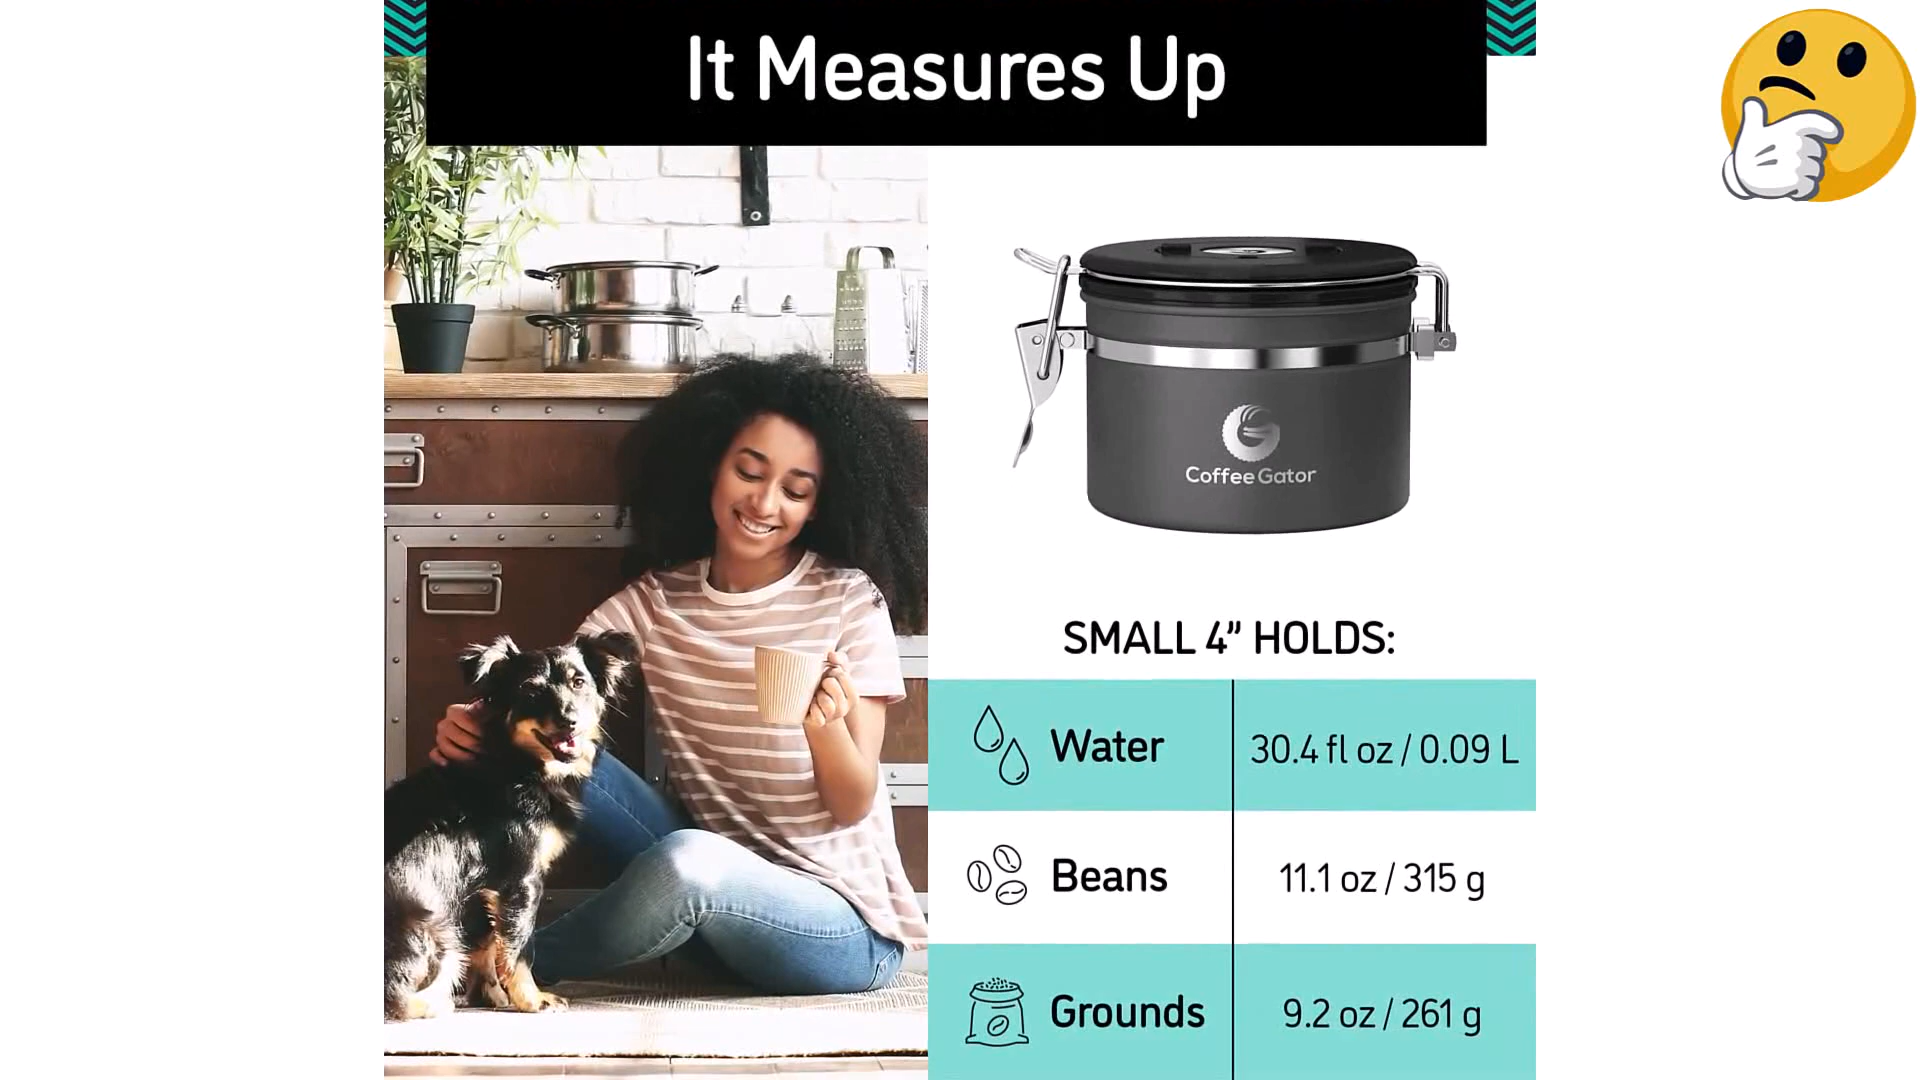 It Measures Up
Coffee Gator
SMALL 4” HOLDS:
Water 30.4 fl oz / 0.09 L
Beans 11.1 oz / 315 g
Grounds 9.2 oz / 261 g